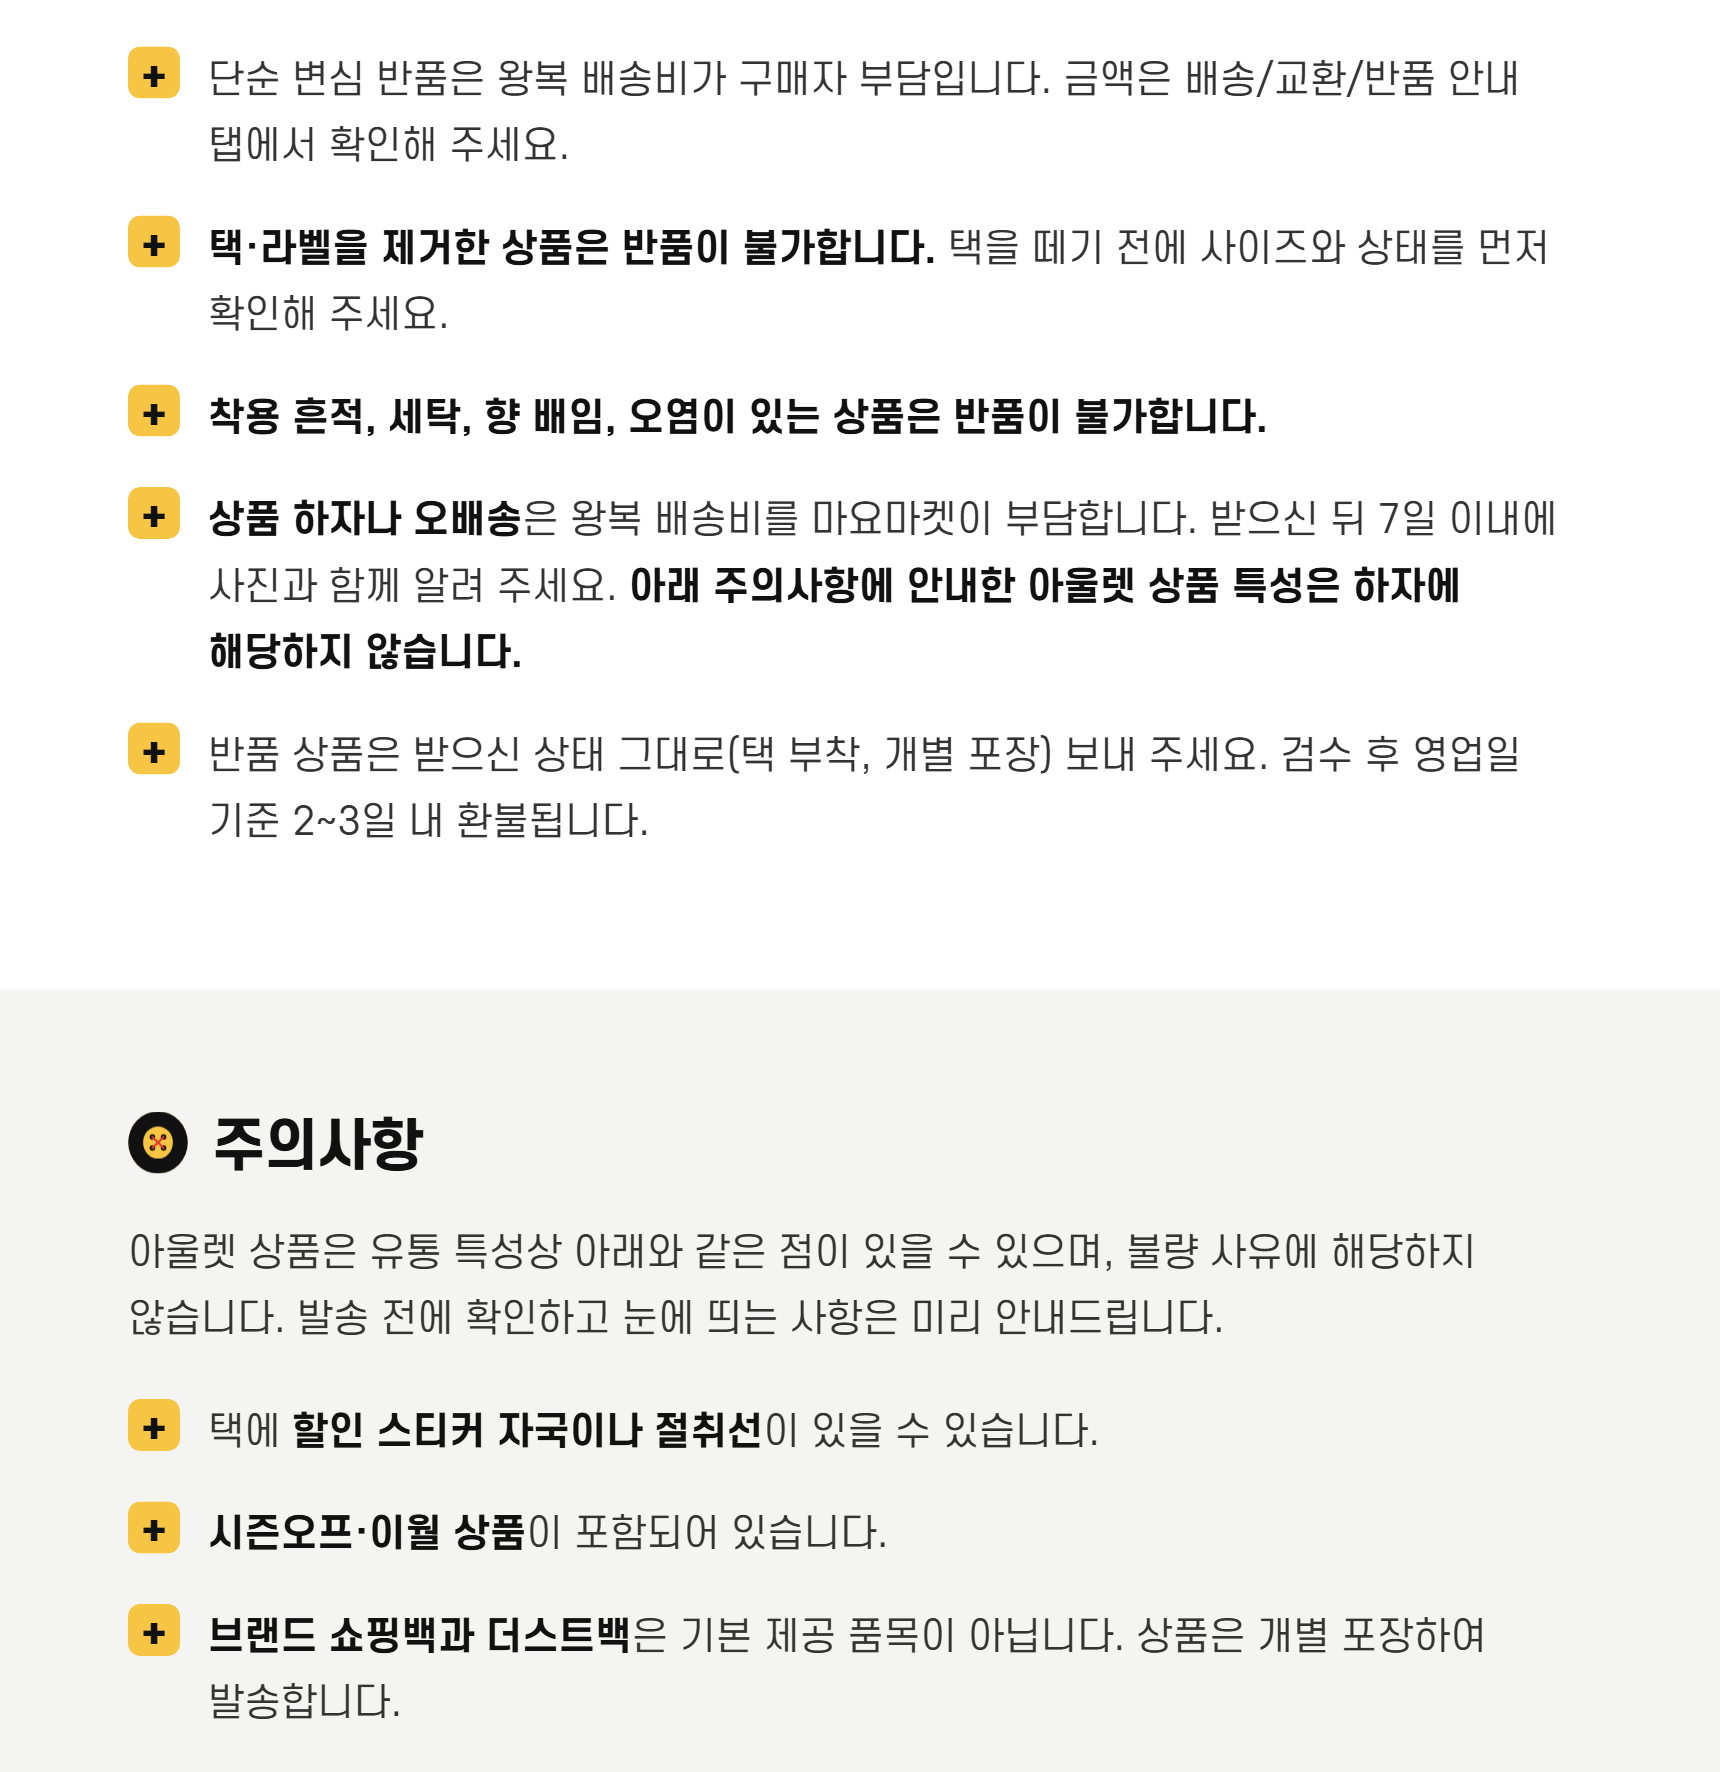 단순 변심 반품은 왕복 배송비가 구매자 부담입니다. 금액은 배송/교환/반품 안내
탭에서 확인해 주세요.
택·라벨을 제거한 상품은 반품이 불가합니다. 택을 떼기 전에 사이즈와 상태를 먼저
확인해 주세요.
착용 흔적, 세탁, 향 배임, 오염이 있는 상품은 반품이 불가합니다.
상품 하자나 오배송은 왕복 배송비를 마요마켓이 부담합니다. 받으신 뒤 7일 이내에
사진과 함께 알려 주세요. 아래 주의사항에 안내한 아울렛 상품 특성은 하자에
해당하지 않습니다.
반품 상품은 받으신 상태 그대로(택 부착, 개별 포장) 보내 주세요. 검수 후 영업일
기준 2~3일 내 환불됩니다.
주의사항
아울렛 상품은 유통 특성상 아래와 같은 점이 있을 수 있으며, 불량 사유에 해당하지
않습니다. 발송 전에 확인하고 눈에 띄는 사항은 미리 안내드립니다.
택에 할인 스티커 자국이나 절취선이 있을 수 있습니다.
시즌오프·이월 상품이 포함되어 있습니다.
브랜드 쇼핑백과 더스트백은 기본 제공 품목이 아닙니다. 상품은 개별 포장하여
발송합니다.